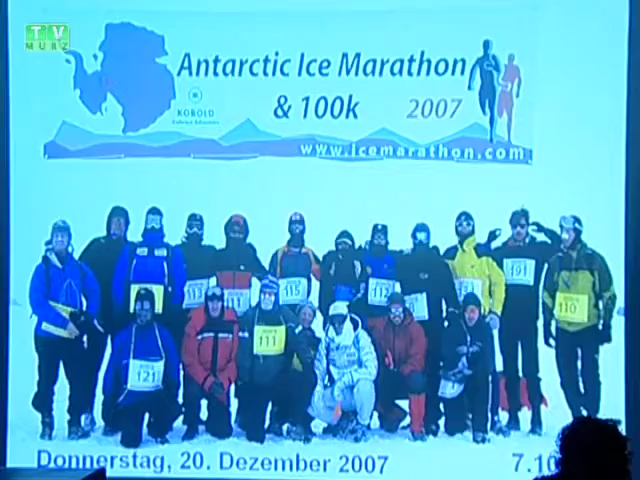 TV
MURZ
Antarctic Ice Marathon
& 100k 2007
KOBOLD
www.icemarathon.com
113
111
115
112
191
110
111
121
Donnerstag, 20. Dezember 2007
7.10